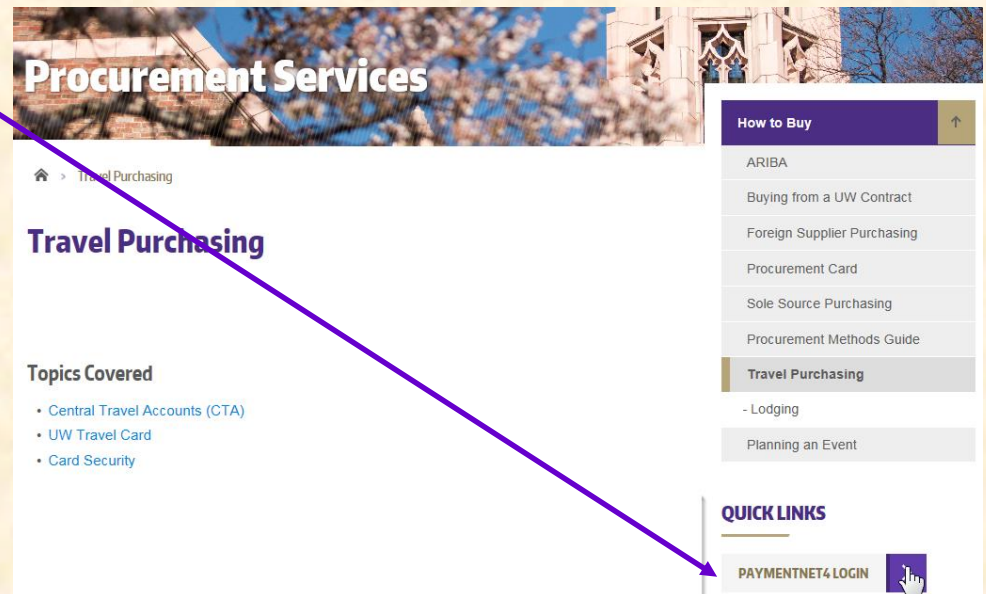 Procurement Services
> Travel Purchasing
Travel Purchasing
Topics Covered
• Central Travel Accounts (CTA)
• UW Travel Card
• Card Security
How to Buy ↑
ARIBA
Buying from a UW Contract
Foreign Supplier Purchasing
Procurement Card
Sole Source Purchasing
Procurement Methods Guide
Travel Purchasing
- Lodging
Planning an Event
QUICK LINKS
PAYMENTNET4 LOGIN